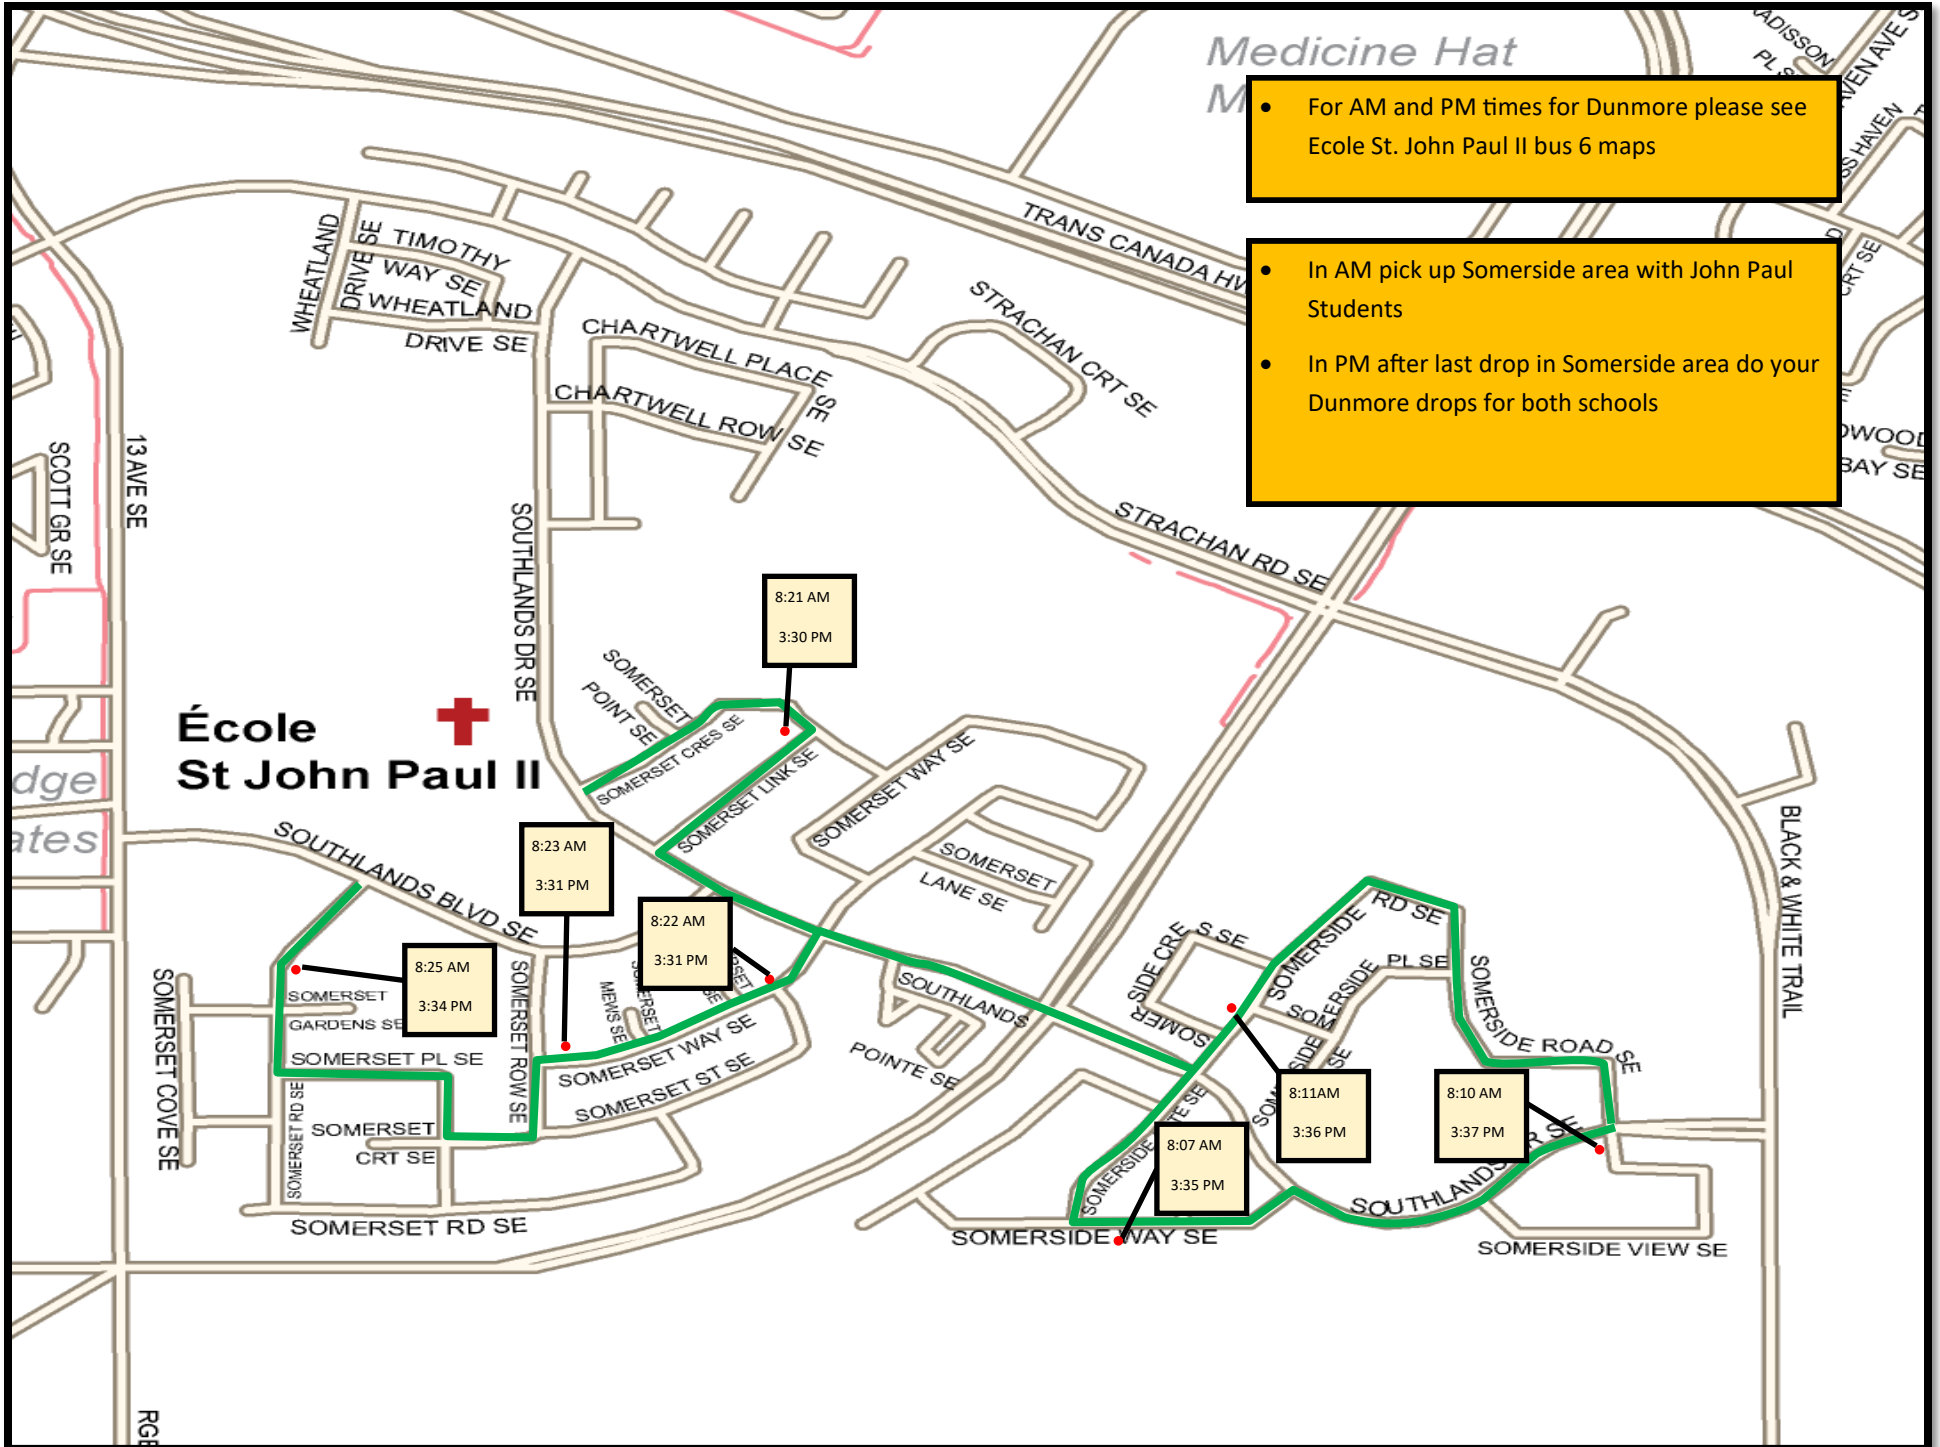 Medicine Hat
• For AM and PM times for Dunmore please see
Ecole St. John Paul II bus 6 maps
• In AM pick up Somerside area with John Paul
Students
• In PM after last drop in Somerside area do your
Dunmore drops for both schools
TRANS CANADA
WHEATLAND
DRIVE SE
TIMOTHY
WAY SE
WHEATLAND
DRIVE SE
CHARTWELL PLACE
SE
CHARTWELL ROW SE
STRACHAN CRT SE
STRACHAN RD SE
CRT SE
BAY SE
SCOTT GR SE
13 AVE SE
SOUTHLANDS DR SE
8:21 AM
3:30 PM
École
St John Paul II
SOMERSET
POINT SE
SOMERSET CRES SE
SOMERSET LINK SE
SOMERSET WAY SE
SOMERSET
LANE SE
SOUTHLANDS BLVD SE
8:23 AM
3:31 PM
8:22 AM
3:31 PM
8:25 AM
3:34 PM
SOMERSET COVE SE
SOMERSET
GARDENS SE
SOMERSET PL SE
SOMERSET RD SE
SOMERSET
CRT SE
SOMERSET ROW SE
MEWS SE
SOMERSET WAY SE
SOMERSET ST SE
SOMERSET RD SE
SOUTHLANDS
POINTE SE
SOMERSIDE
RD SE
PL SE
SOMERSIDE ROAD SE
BLACK & WHITE TRAIL
8:11AM
3:36 PM
8:10 AM
3:37 PM
8:07 AM
3:35 PM
SOMERSIDE
SOUTHLANDS
SOMERSIDE WAY SE
SOMERSIDE VIEW SE